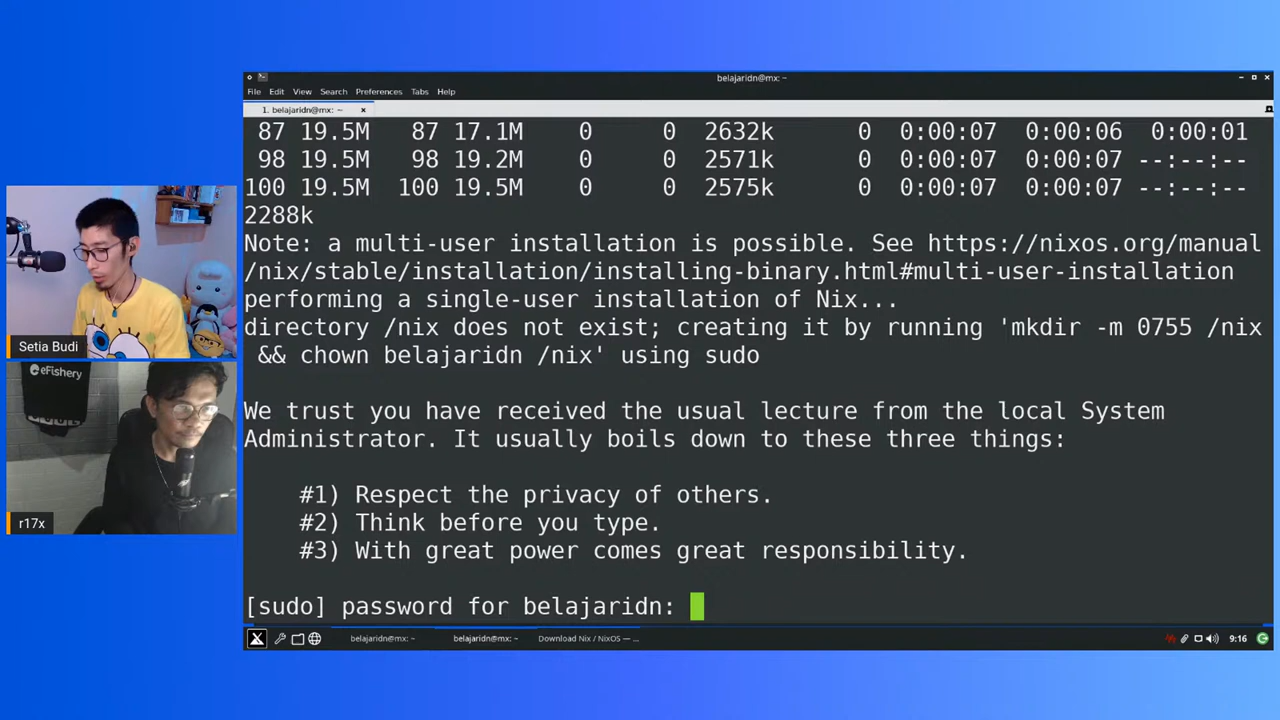 belajaridn@mx: ~
File Edit View Search Preferences Tabs Help
1. belajaridn@mx: ~ ×
87 19.5M 87 17.1M 0 0 2632k 0 0:00:07 0:00:06 0:00:01
98 19.5M 98 19.2M 0 0 2571k 0 0:00:07 0:00:07 --:--:--
100 19.5M 100 19.5M 0 0 2575k 0 0:00:07 0:00:07 --:--:--
2288k
Note: a multi-user installation is possible. See https://nixos.org/manual
/nix/stable/installation/installing-binary.html#multi-user-installation
performing a single-user installation of Nix...
directory /nix does not exist; creating it by running 'mkdir -m 0755 /nix
&& chown belajaridn /nix' using sudo
We trust you have received the usual lecture from the local System
Administrator. It usually boils down to these three things:
#1) Respect the privacy of others.
#2) Think before you type.
#3) With great power comes great responsibility.
[sudo] password for belajaridn:
belajaridn@mx: ~ belajaridn@mx: ~ Download Nix / NixOS — ... 9:16
Setia Budi
eFishery
r17x